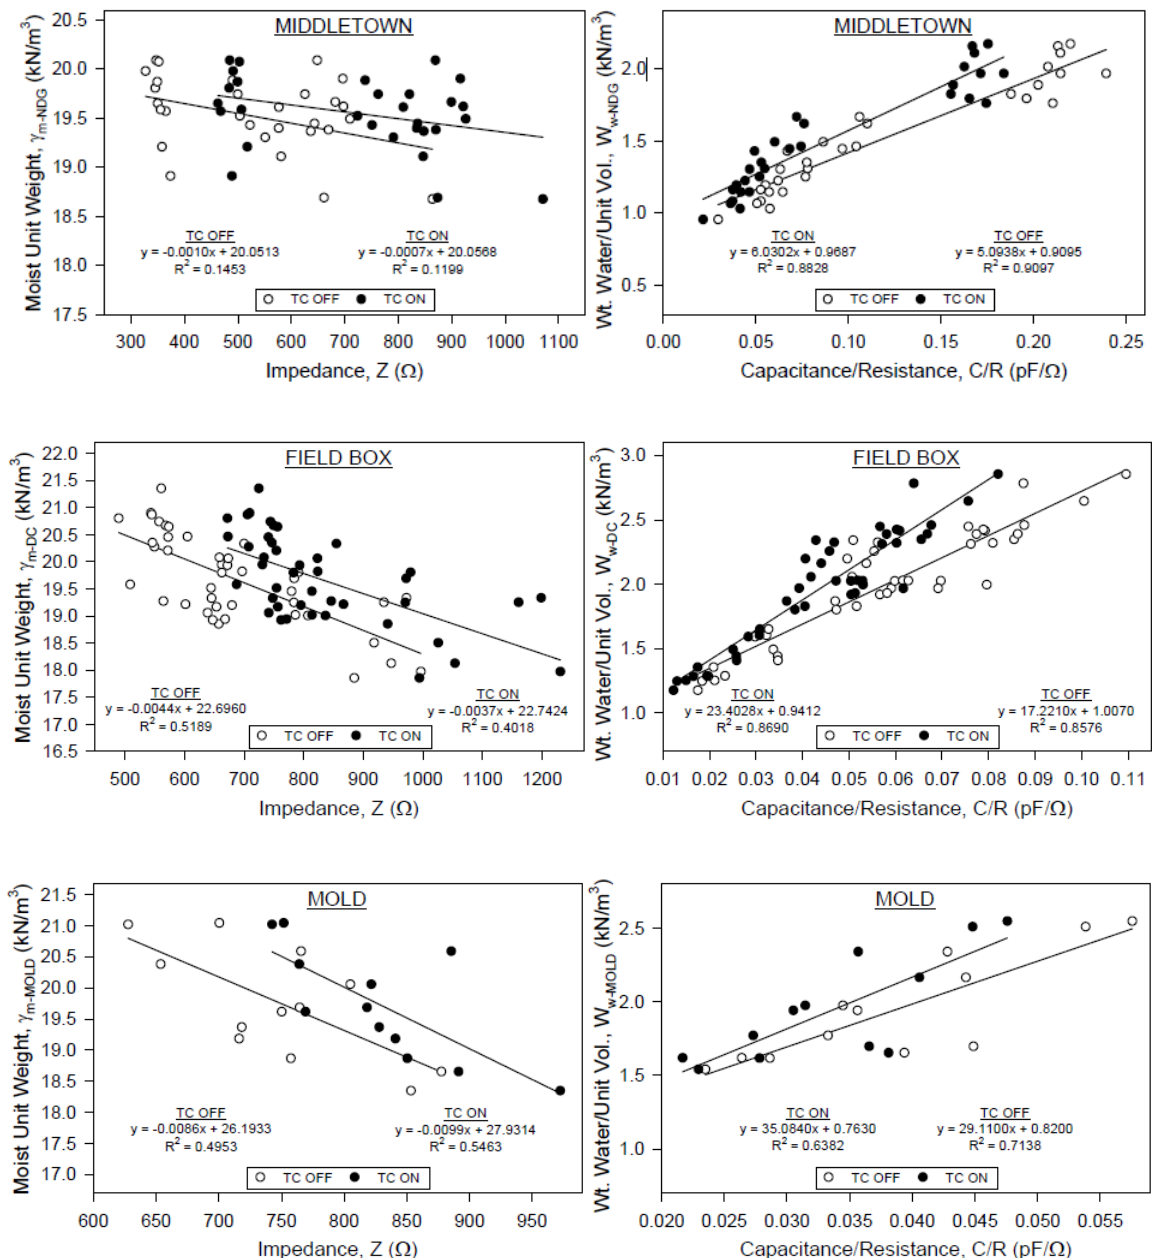 MIDDLETOWN
Moist Unit Weight, γm-NDG (kN/m³)
20.5
20.0
19.5
19.0
18.5
18.0
17.5
TC OFF
y = -0.0010x + 20.0513
R² = 0.1453
TC ON
y = -0.0007x + 20.0568
R² = 0.1199
TC OFF TC ON
300 400 500 600 700 800 900 1000 1100
Impedance, Z (Ω)
MIDDLETOWN
Wt. Water/Unit Vol., Ww-NDG (kN/m³)
2.0
1.5
1.0
0.5
TC ON
y = 6.0302x + 0.9687
R² = 0.8828
TC OFF
y = 5.0938x + 0.9095
R² = 0.9097
TC OFF TC ON
0.00 0.05 0.10 0.15 0.20 0.25
Capacitance/Resistance, C/R (pF/Ω)
FIELD BOX
Moist Unit Weight, γm-DC (kN/m³)
22.0
21.5
21.0
20.5
20.0
19.5
19.0
18.5
18.0
17.5
17.0
16.5
TC OFF
y = -0.0044x + 22.6960
R² = 0.5189
TC ON
y = -0.0037x + 22.7424
R² = 0.4018
TC OFF TC ON
500 600 700 800 900 1000 1100 1200
Impedance, Z (Ω)
FIELD BOX
Wt. Water/Unit Vol., Ww-DC (kN/m³)
3.0
2.5
2.0
1.5
1.0
TC ON
y = 23.4028x + 0.9412
R² = 0.8690
TC OFF
y = 17.2210x + 1.0070
R² = 0.8576
TC OFF TC ON
0.01 0.02 0.03 0.04 0.05 0.06 0.07 0.08 0.09 0.10 0.11
Capacitance/Resistance, C/R (pF/Ω)
MOLD
Moist Unit Weight, γm-MOLD (kN/m³)
21.5
21.0
20.5
20.0
19.5
19.0
18.5
18.0
17.5
17.0
TC OFF
y = -0.0086x + 26.1933
R² = 0.4953
TC ON
y = -0.0099x + 27.9314
R² = 0.5463
TC OFF TC ON
600 650 700 750 800 850 900 950
Impedance, Z (Ω)
MOLD
Wt. Water/Unit Vol., Ww-MOLD (kN/m³)
2.5
2.0
1.5
1.0
TC ON
y = 35.0840x + 0.7630
R² = 0.6382
TC OFF
y = 29.1100x + 0.8200
R² = 0.7138
TC OFF TC ON
0.020 0.025 0.030 0.035 0.040 0.045 0.050 0.055
Capacitance/Resistance, C/R (pF/Ω)